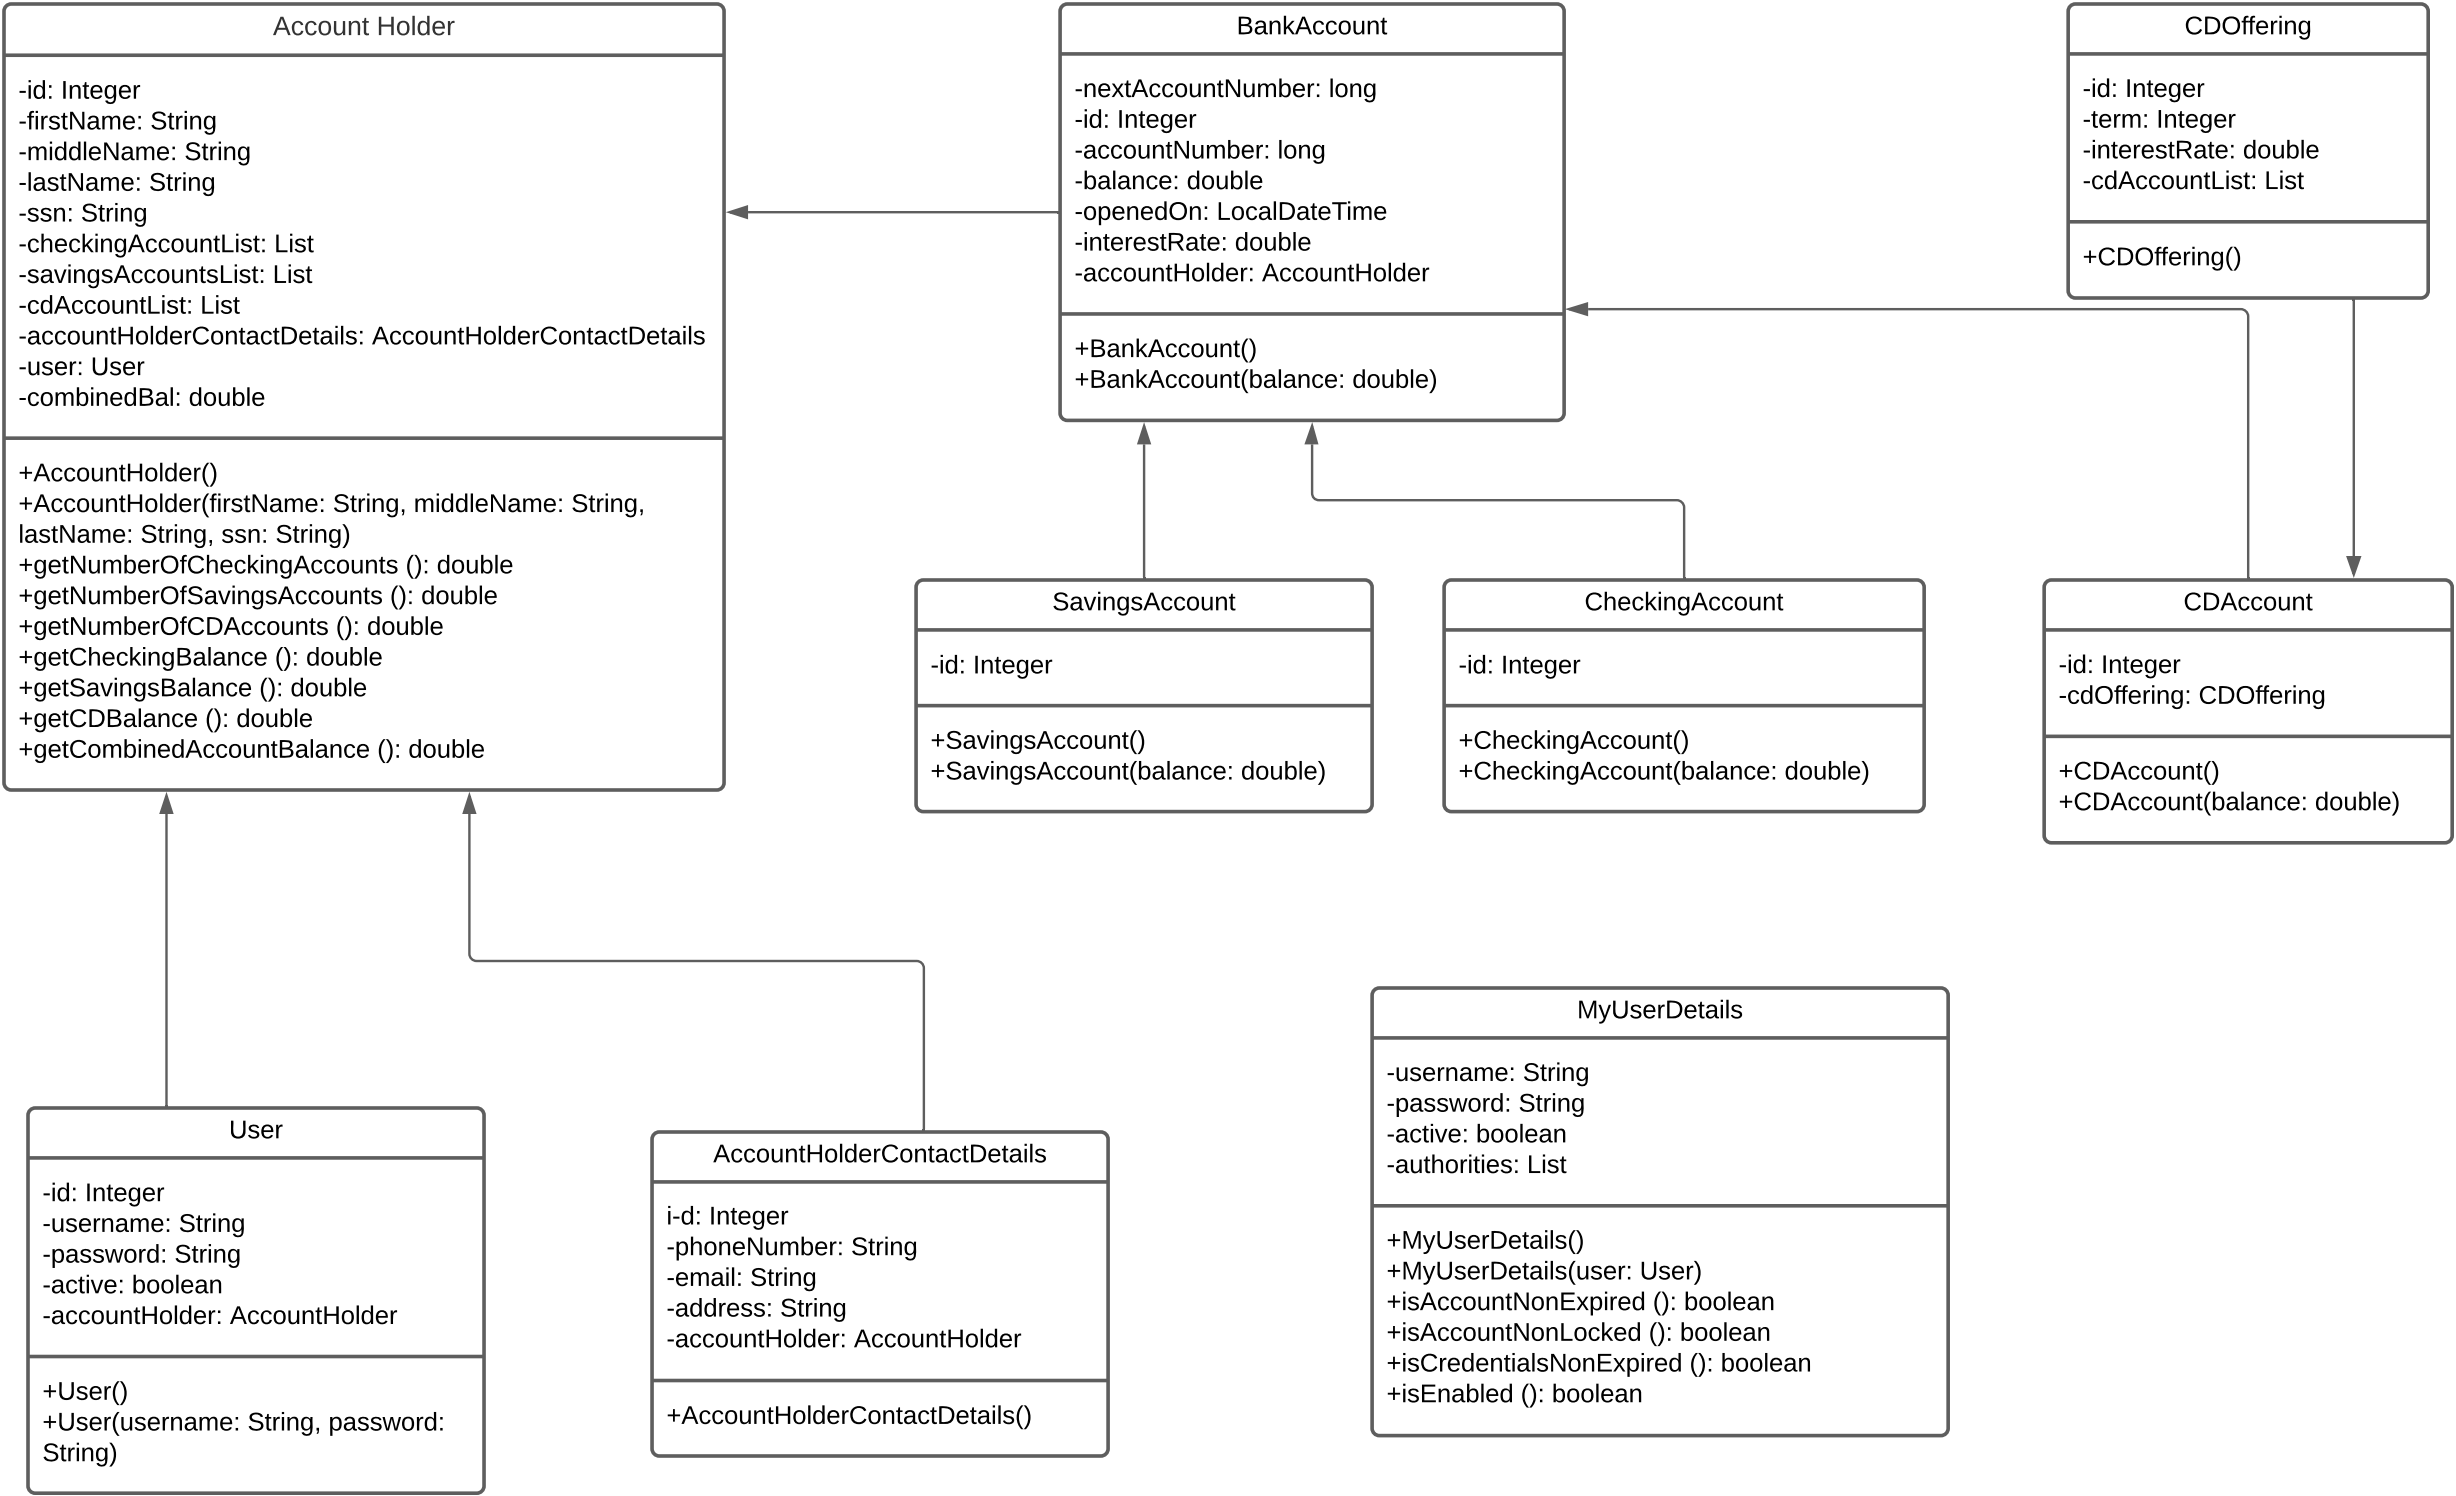 Account Holder
-id: Integer
-firstName: String
-middleName: String
-lastName: String
-ssn: String
-checkingAccountList: List
-savingsAccountsList: List
-cdAccountList: List
-accountHolderContactDetails: AccountHolderContactDetails
-user: User
-combinedBal: double
+AccountHolder()
+AccountHolder(firstName: String, middleName: String,
lastName: String, ssn: String)
+getNumberOfCheckingAccounts (): double
+getNumberOfSavingsAccounts (): double
+getNumberOfCDAccounts (): double
+getCheckingBalance (): double
+getSavingsBalance (): double
+getCDBalance (): double
+getCombinedAccountBalance (): double
BankAccount
-nextAccountNumber: long
-id: Integer
-accountNumber: long
-balance: double
-openedOn: LocalDateTime
-interestRate: double
-accountHolder: AccountHolder
+BankAccount()
+BankAccount(balance: double)
CDOffering
-id: Integer
-term: Integer
-interestRate: double
-cdAccountList: List
+CDOffering()
SavingsAccount
-id: Integer
+SavingsAccount()
+SavingsAccount(balance: double)
CheckingAccount
-id: Integer
+CheckingAccount()
+CheckingAccount(balance: double)
CDAccount
-id: Integer
-cdOffering: CDOffering
+CDAccount()
+CDAccount(balance: double)
User
-id: Integer
-username: String
-password: String
-active: boolean
-accountHolder: AccountHolder
+User()
+User(username: String, password:
String)
AccountHolderContactDetails
i-d: Integer
-phoneNumber: String
-email: String
-address: String
-accountHolder: AccountHolder
+AccountHolderContactDetails()
MyUserDetails
-username: String
-password: String
-active: boolean
-authorities: List
+MyUserDetails()
+MyUserDetails(user: User)
+isAccountNonExpired (): boolean
+isAccountNonLocked (): boolean
+isCredentialsNonExpired (): boolean
+isEnabled (): boolean